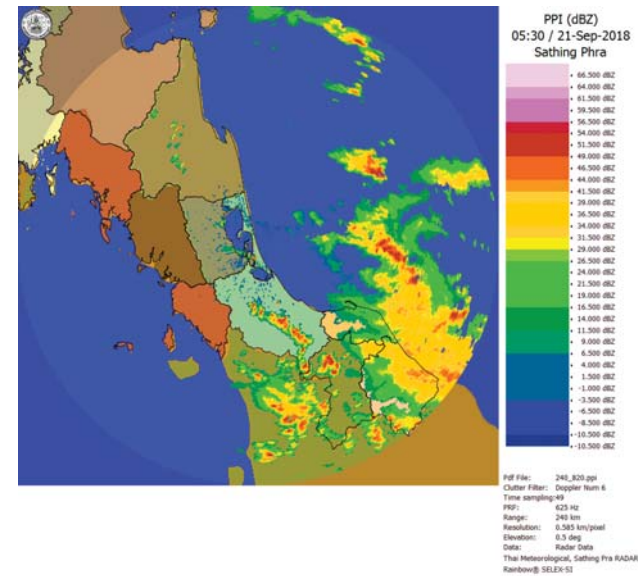 PPI (dBZ)
05:30 / 21-Sep-2018
Sathing Phra
66.500 dBZ
64.000 dBZ
61.500 dBZ
59.500 dBZ
56.500 dBZ
54.000 dBZ
51.500 dBZ
49.000 dBZ
46.500 dBZ
44.000 dBZ
41.500 dBZ
39.000 dBZ
36.500 dBZ
34.000 dBZ
31.500 dBZ
29.000 dBZ
26.500 dBZ
24.000 dBZ
21.500 dBZ
19.000 dBZ
16.500 dBZ
14.000 dBZ
11.500 dBZ
9.000 dBZ
6.500 dBZ
4.000 dBZ
1.500 dBZ
-1.000 dBZ
-3.500 dBZ
-6.500 dBZ
-8.500 dBZ
-10.500 dBZ
-10.500 dBZ
Pdf File: 240_820.ppi
Clutter Filter: Doppler Num 6
Time sampling:49
PRF: 625 Hz
Range: 240 km
Resolution: 0.585 km/pixel
Elevation: 0.5 deg
Data: Radar Data
Thai Meteorological, Sathing Pra RADAR
Rainbow® SELEX-SI